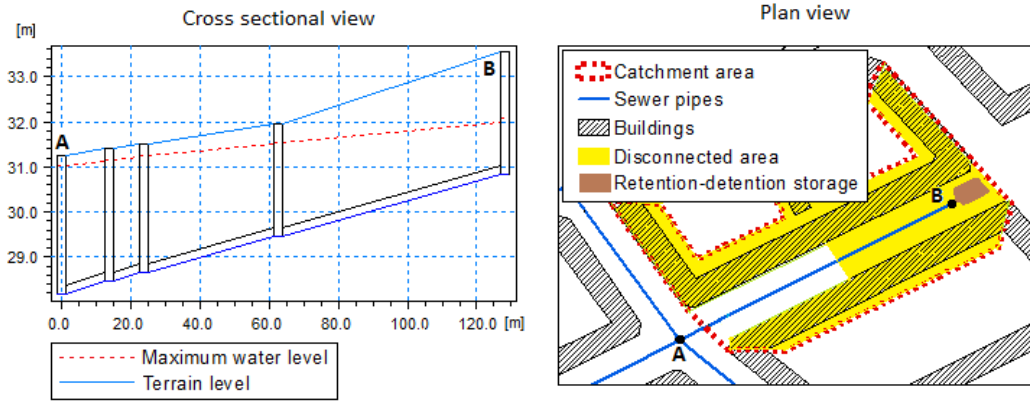 Cross sectional view
[m]
33.0
32.0
31.0
30.0
29.0
A
B
0.0 20.0 40.0 60.0 80.0 100.0 120.0 [m]
Maximum water level
Terrain level
Plan view
Catchment area
Sewer pipes
Buildings
Disconnected area
Retention-detention storage
B
A